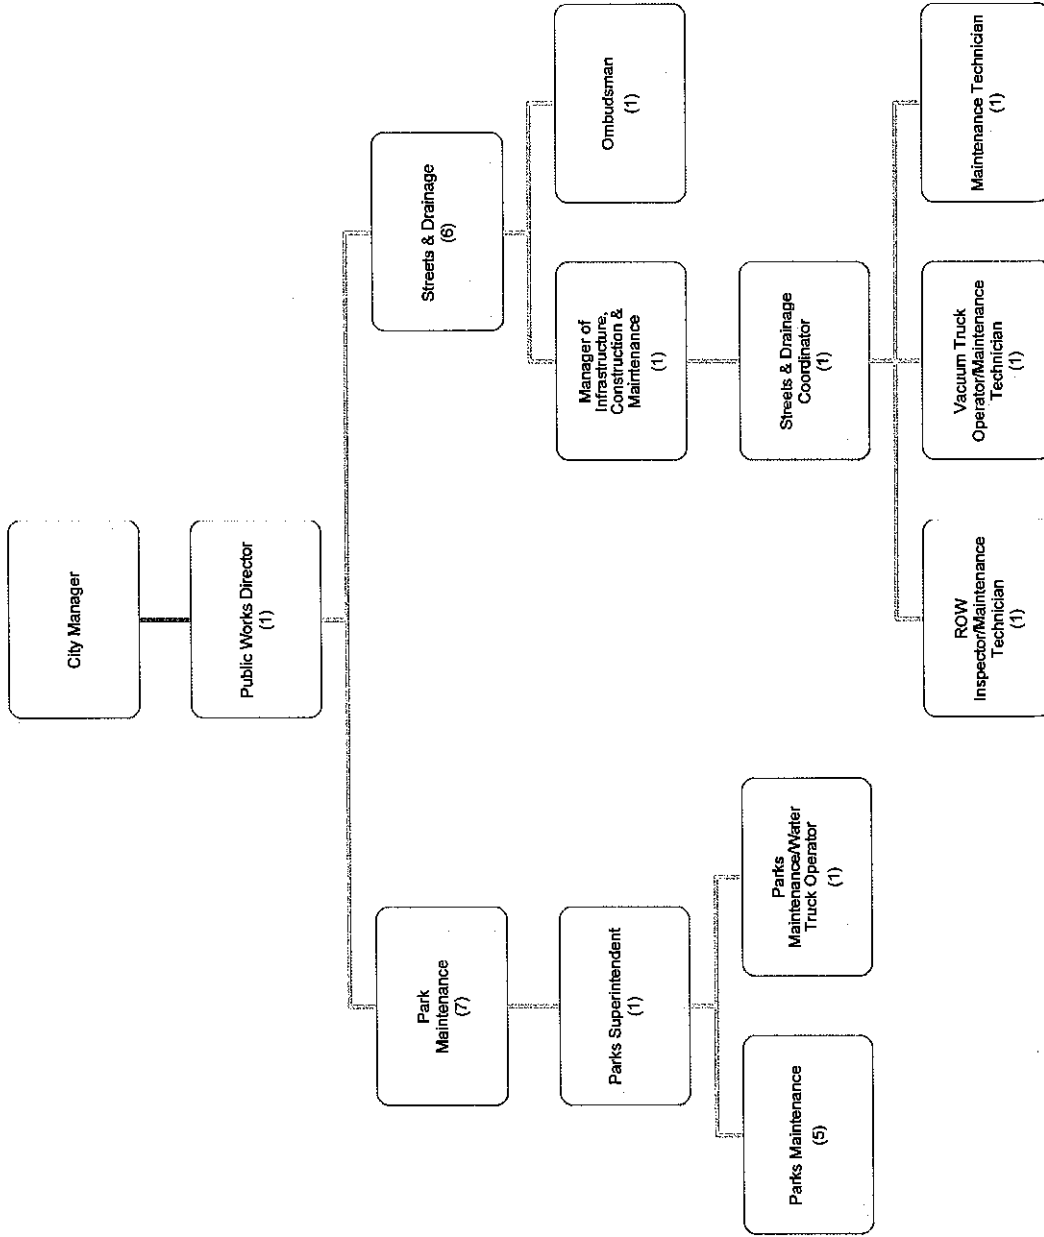 City Manager
Public Works Director
(1)
Park
Maintenance
(7)
Streets & Drainage
(6)
Parks Superintendent
(1)
Manager of
Infrastructure,
Construction &
Maintenance
(1)
Ombudsman
(1)
Parks Maintenance
(5)
Parks
Maintenance/Water
Truck Operator
(1)
Streets & Drainage
Coordinator
(1)
ROW
Inspector/Maintenance
Technician
(1)
Vacuum Truck
Operator/Maintenance
Technician
(1)
Maintenance Technician
(1)